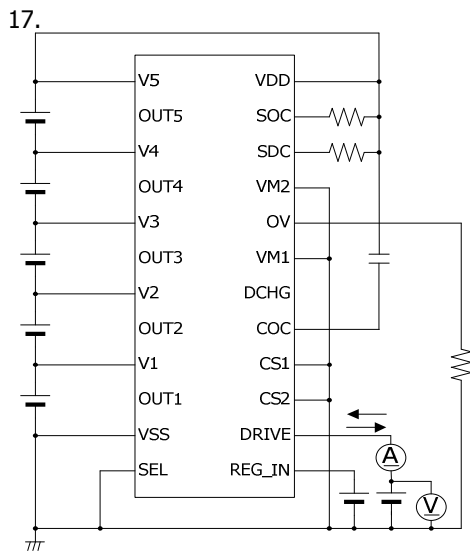 17.
V5 VDD
OUT5 SOC
V4 SDC
OUT4 VM2
V3 OV
OUT3 VM1
V2 DCHG
OUT2 COC
V1 CS1
OUT1 CS2
VSS DRIVE
SEL REG_IN
A
V